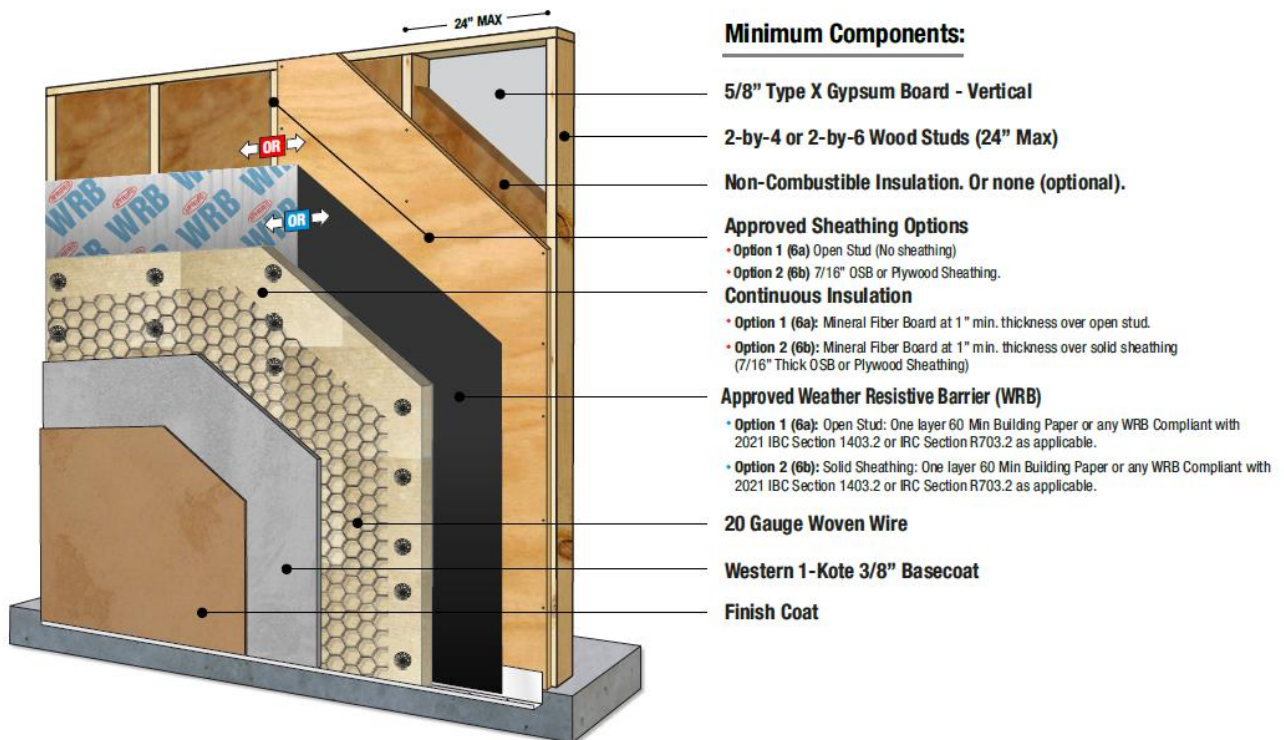 24” MAX
Minimum Components:
5/8” Type X Gypsum Board - Vertical
2-by-4 or 2-by-6 Wood Studs (24” Max)
Non-Combustible Insulation. Or none (optional).
Approved Sheathing Options
• Option 1 (6a) Open Stud (No sheathing)
• Option 2 (6b) 7/16” OSB or Plywood Sheathing.
Continuous Insulation
• Option 1 (6a): Mineral Fiber Board at 1” min. thickness over open stud.
• Option 2 (6b): Mineral Fiber Board at 1” min. thickness over solid sheathing
(7/16” Thick OSB or Plywood Sheathing)
Approved Weather Resistive Barrier (WRB)
• Option 1 (6a): Open Stud: One layer 60 Min Building Paper or any WRB Compliant with
2021 IBC Section 1403.2 or IRC Section R703.2 as applicable.
• Option 2 (6b): Solid Sheathing: One layer 60 Min Building Paper or any WRB Compliant with
2021 IBC Section 1403.2 or IRC Section R703.2 as applicable.
20 Gauge Woven Wire
Western 1-Kote 3/8” Basecoat
Finish Coat
OR
OR
WRB WRB WRB WRB
WRB WRB